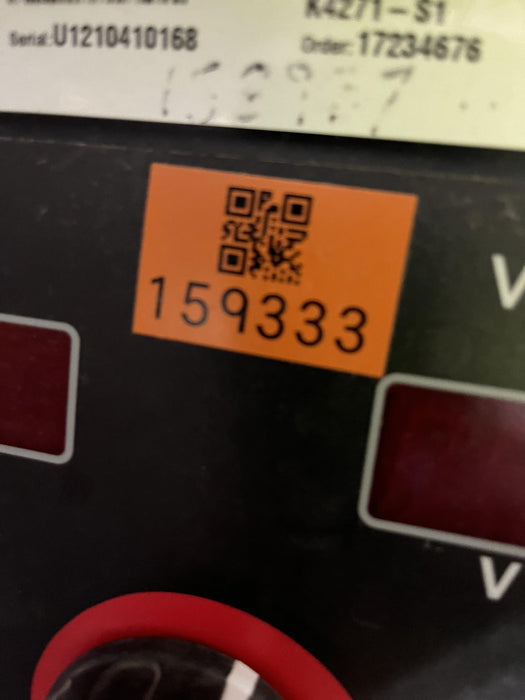 K4271-S1
Serial: U1210410168
Order: 17234676
159333
V
V